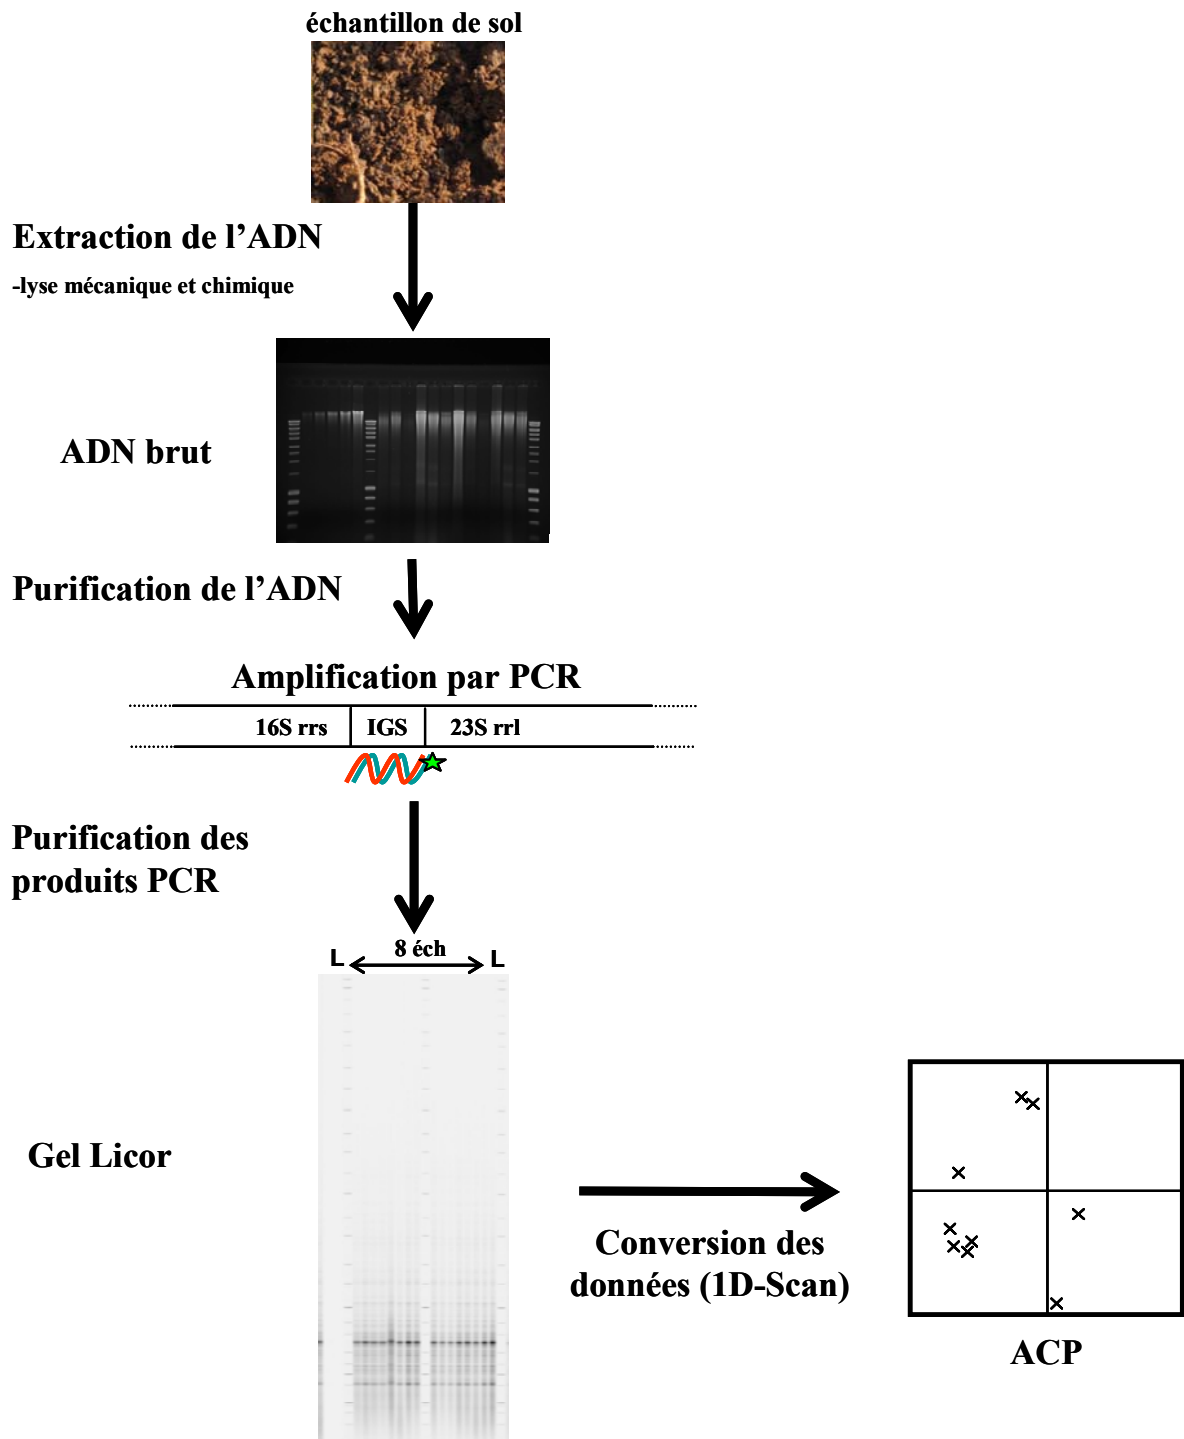 échantillon de sol
Extraction de l’ADN
-lyse mécanique et chimique
ADN brut
Purification de l’ADN
Amplification par PCR
16S rrs IGS 23S rrl
Purification des
produits PCR
L 8 éch L
Gel Licor
Conversion des
données (1D-Scan)
ACP